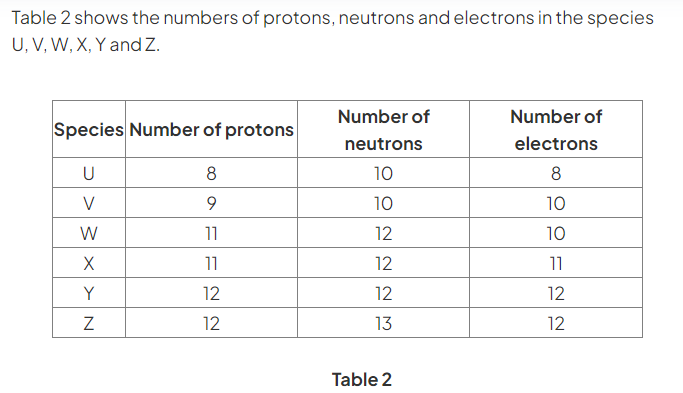 Table 2 shows the numbers of protons, neutrons and electrons in the species
U, V, W, X, Y and Z.
Species Number of protons Number of neutrons Number of electrons
U 8 10 8
V 9 10 10
W 11 12 10
X 11 12 11
Y 12 12 12
Z 12 13 12
Table 2